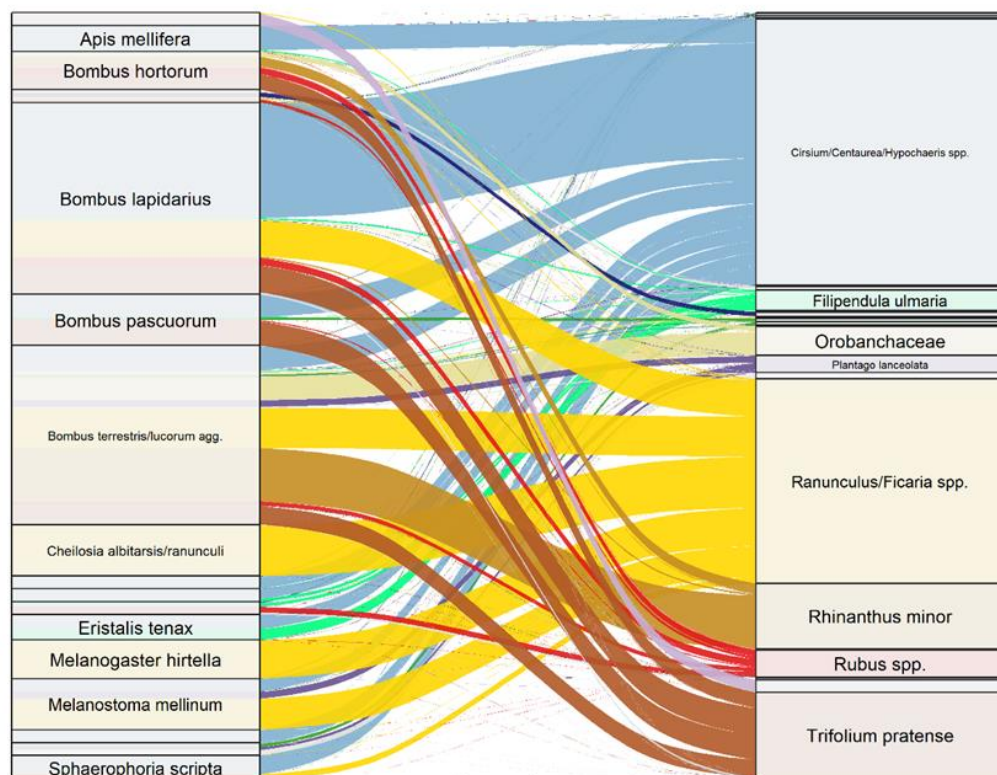 Apis mellifera
Bombus hortorum
Bombus lapidarius
Bombus pascuorum
Bombus terrestris/lucorum agg.
Cheilosia albitarsis/ranunculi
Eristalis tenax
Melanogaster hirtella
Melanostoma mellinum
Sphaerophoria scripta
Cirsium/Centaurea/Hypochaeris spp.
Filipendula ulmaria
Orobanchaceae
Plantago lanceolata
Ranunculus/Ficaria spp.
Rhinanthus minor
Rubus spp.
Trifolium pratense